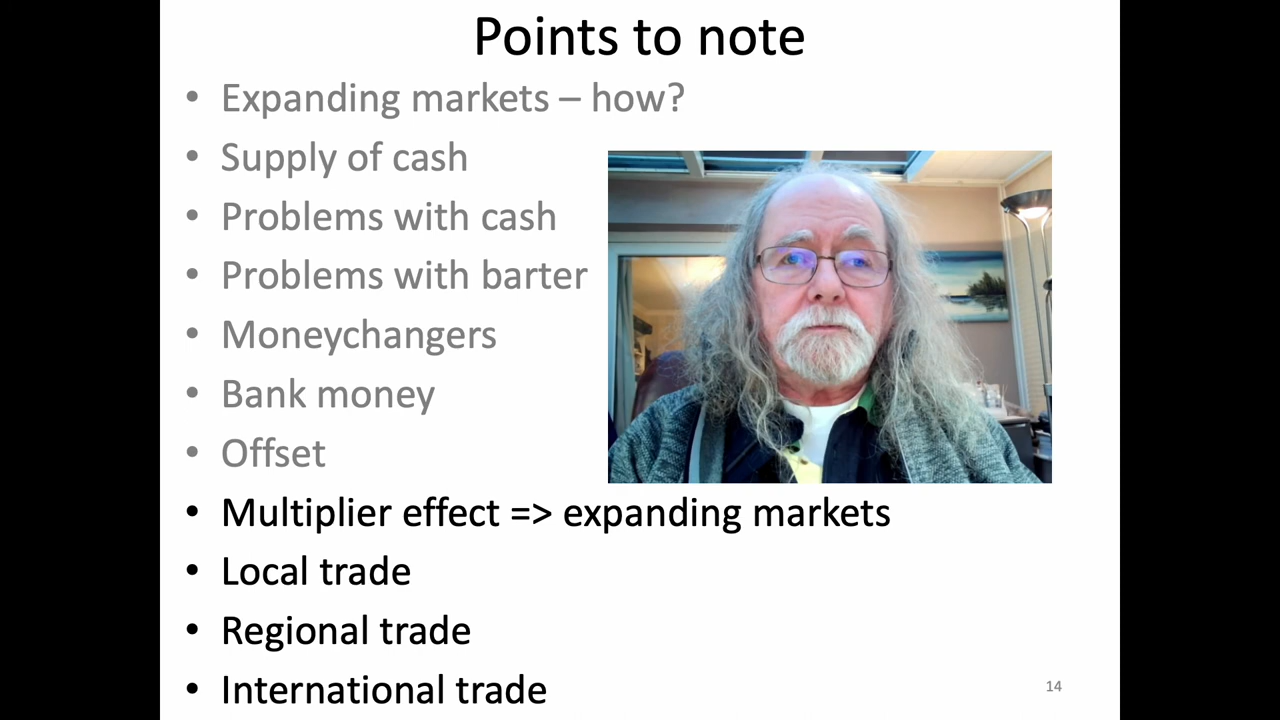 Points to note
• Expanding markets – how?
• Supply of cash
• Problems with cash
• Problems with barter
• Moneychangers
• Bank money
• Offset
• Multiplier effect => expanding markets
• Local trade
• Regional trade
• International trade
14